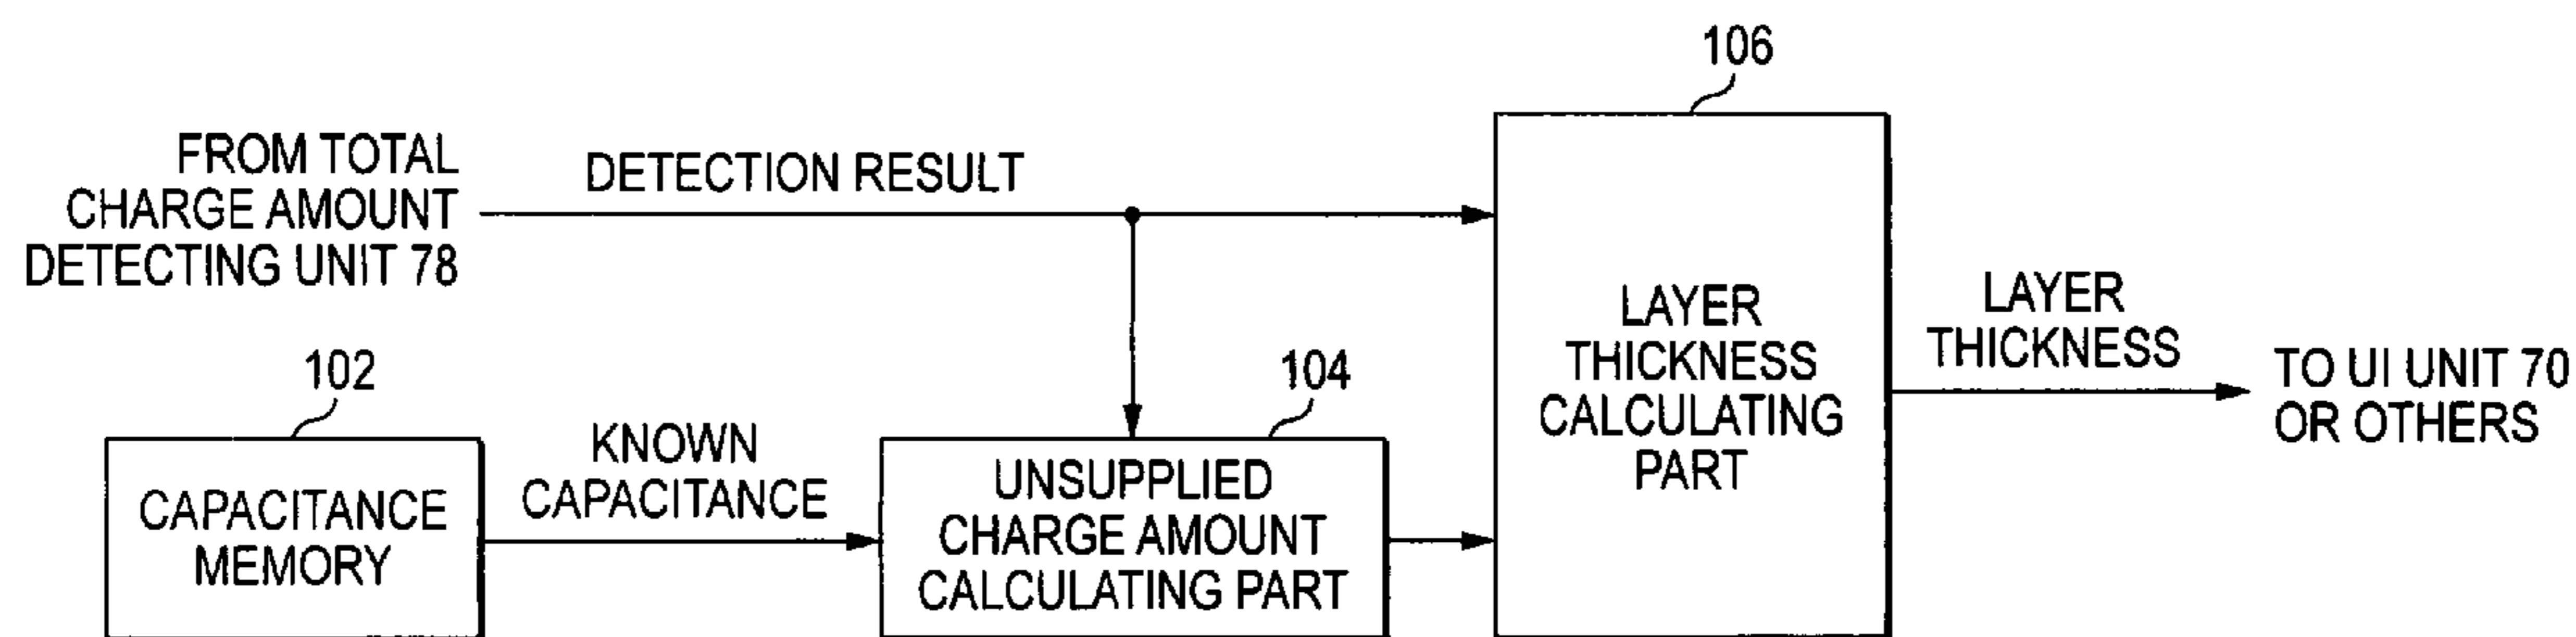 106
FROM TOTAL
CHARGE AMOUNT
DETECTING UNIT 78
DETECTION RESULT
LAYER
THICKNESS
CALCULATING
PART
LAYER
THICKNESS
TO UI UNIT 70
OR OTHERS
102
CAPACITANCE
MEMORY
KNOWN
CAPACITANCE
104
UNSUPPLIED
CHARGE AMOUNT
CALCULATING PART